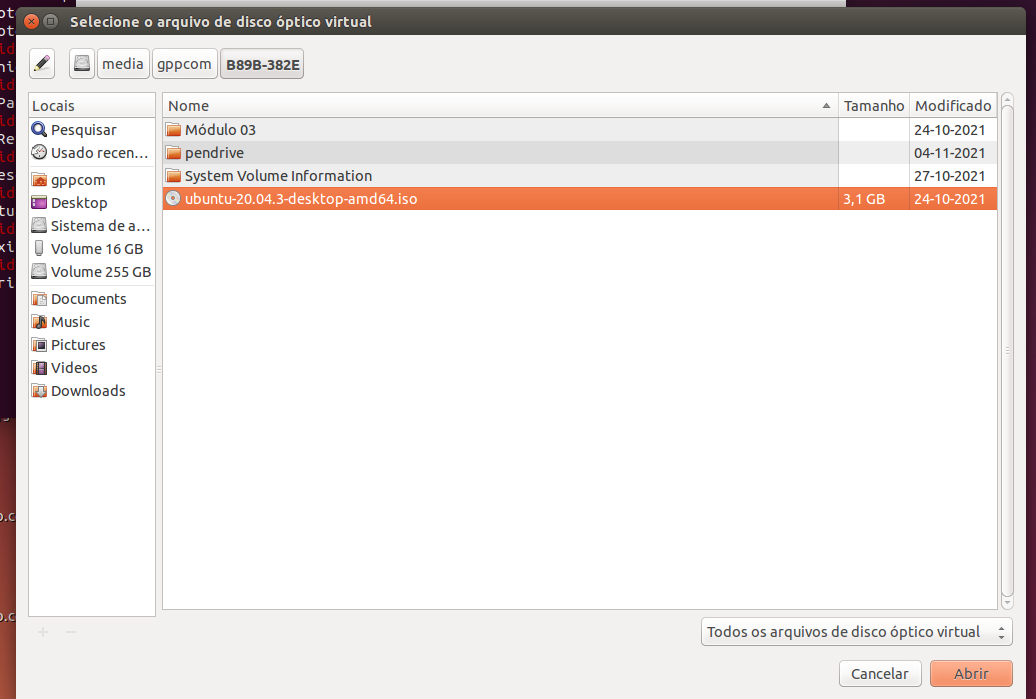 Selecione o arquivo de disco óptico virtual
media gppcom B89B-382E
Locais
Pesquisar
Usado recen...
gppcom
Desktop
Sistema de a...
Volume 16 GB
Volume 255 GB
Documents
Music
Pictures
Videos
Downloads
Nome Tamanho Modificado
Módulo 03 24-10-2021
pendrive 04-11-2021
System Volume Information 27-10-2021
ubuntu-20.04.3-desktop-amd64.iso 3,1 GB 24-10-2021
Todos os arquivos de disco óptico virtual
Cancelar Abrir